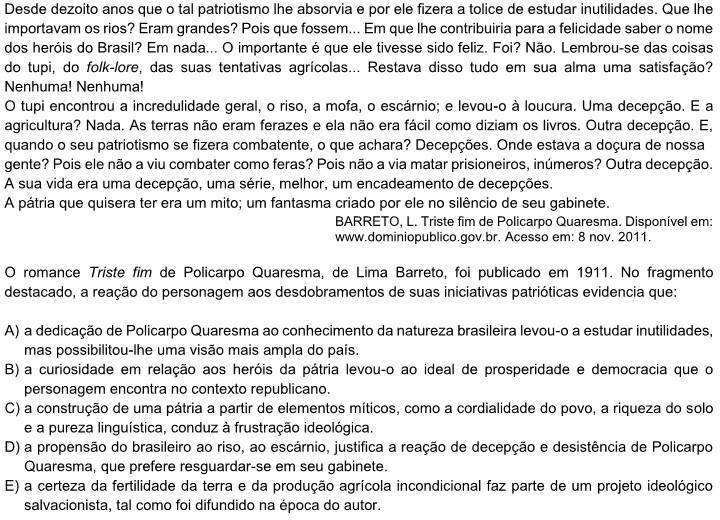 Desde dezoito anos que o tal patriotismo lhe absorvia e por ele fizera a tolice de estudar inutilidades. Que lhe
importavam os rios? Eram grandes? Pois que fossem... Em que lhe contribuiria para a felicidade saber o nome
dos heróis do Brasil? Em nada... O importante é que ele tivesse sido feliz. Foi? Não. Lembrou-se das coisas
do tupi, do folk-lore, das suas tentativas agrícolas... Restava disso tudo em sua alma uma satisfação?
Nenhuma! Nenhuma!
O tupi encontrou a incredulidade geral, o riso, a mofa, o escárnio; e levou-o à loucura. Uma decepção. E a
agricultura? Nada. As terras não eram ferazes e ela não era fácil como diziam os livros. Outra decepção. E,
quando o seu patriotismo se fizera combatente, o que achara? Decepções. Onde estava a doçura de nossa
gente? Pois ele não a viu combater como feras? Pois não a via matar prisioneiros, inúmeros? Outra decepção.
A sua vida era uma decepção, uma série, melhor, um encadeamento de decepções.
A pátria que quisera ter era um mito; um fantasma criado por ele no silêncio de seu gabinete.
BARRETO, L. Triste fim de Policarpo Quaresma. Disponível em:
www.dominiopublico.gov.br. Acesso em: 8 nov. 2011.
O romance Triste fim de Policarpo Quaresma, de Lima Barreto, foi publicado em 1911. No fragmento
destacado, a reação do personagem aos desdobramentos de suas iniciativas patrióticas evidencia que:
A) a dedicação de Policarpo Quaresma ao conhecimento da natureza brasileira levou-o a estudar inutilidades,
mas possibilitou-lhe uma visão mais ampla do país.
B) a curiosidade em relação aos heróis da pátria levou-o ao ideal de prosperidade e democracia que o
personagem encontra no contexto republicano.
C) a construção de uma pátria a partir de elementos míticos, como a cordialidade do povo, a riqueza do solo
e a pureza linguística, conduz à frustração ideológica.
D) a propensão do brasileiro ao riso, ao escárnio, justifica a reação de decepção e desistência de Policarpo
Quaresma, que prefere resguardar-se em seu gabinete.
E) a certeza da fertilidade da terra e da produção agrícola incondicional faz parte de um projeto ideológico
salvacionista, tal como foi difundido na época do autor.